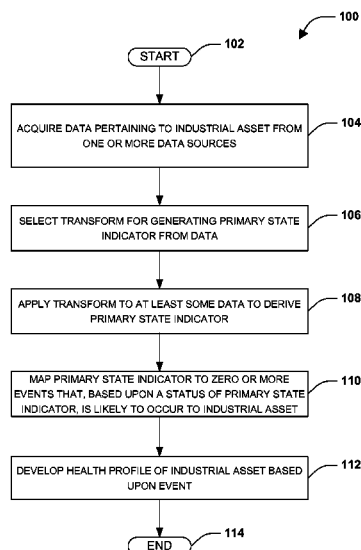 100
START
102
ACQUIRE DATA PERTAINING TO INDUSTRIAL ASSET FROM
ONE OR MORE DATA SOURCES
104
SELECT TRANSFORM FOR GENERATING PRIMARY STATE
INDICATOR FROM DATA
106
APPLY TRANSFORM TO AT LEAST SOME DATA TO DERIVE
PRIMARY STATE INDICATOR
108
MAP PRIMARY STATE INDICATOR TO ZERO OR MORE
EVENTS THAT, BASED UPON A STATUS OF PRIMARY STATE
INDICATOR, IS LIKELY TO OCCUR TO INDUSTRIAL ASSET
110
DEVELOP HEALTH PROFILE OF INDUSTRIAL ASSET BASED
UPON EVENT
112
END
114